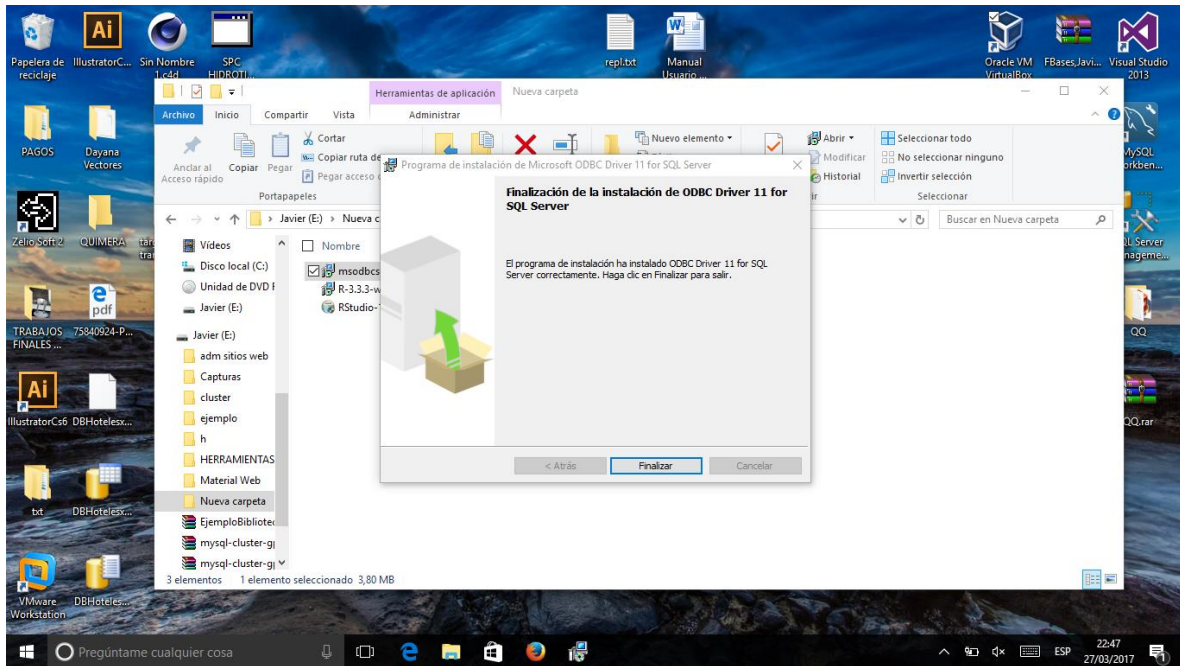 Papelera de reciclaje
IllustratorC...
Sin Nombre 1.c4d
SPC HIDROTI...
repl.txt
Manual Usuario ...
Oracle VM VirtualBox
FBases,Javi...
Visual Studio 2013
PAGOS
Dayana Vectores
Zelio Soft 2
QUIMERA
TRABAJOS FINALES ...
75840924-P...
pdf
Ai
Ai
IllustratorCs6
DBHotelesx...
txt
DBHotelesx...
VMware Workstation
DBHoteles...
MySQL
QQ
QQ.rar
Herramientas de aplicación
Nueva carpeta
Archivo
Inicio
Compartir
Vista
Administrar
Anclar al Acceso rápido
Copiar
Pegar
Cortar
Copiar ruta de
Pegar acceso
Portapapeles
Nuevo elemento
Abrir
Modificar
Historial
Seleccionar todo
No seleccionar ninguno
Invertir selección
Seleccionar
Javier (E:) > Nueva c
Buscar en Nueva carpeta
Vídeos
Disco local (C:)
Unidad de DVD
Javier (E:)
Javier (E:)
adm sitios web
Capturas
cluster
ejemplo
h
HERRAMIENTAS
Material Web
Nueva carpeta
EjemploBibliotec
mysql-cluster-g
mysql-cluster-g
Nombre
msodbcs
R-3.3.3-w
RStudio-
3 elementos
1 elemento seleccionado 3,80 MB
Programa de instalación de Microsoft ODBC Driver 11 for SQL Server
Finalización de la instalación de ODBC Driver 11 for
SQL Server
El programa de instalación ha instalado ODBC Driver 11 for SQL
Server correctamente. Haga clic en Finalizar para salir.
< Atrás
Finalizar
Cancelar
Pregúntame cualquier cosa
ESP
22:47
27/03/2017